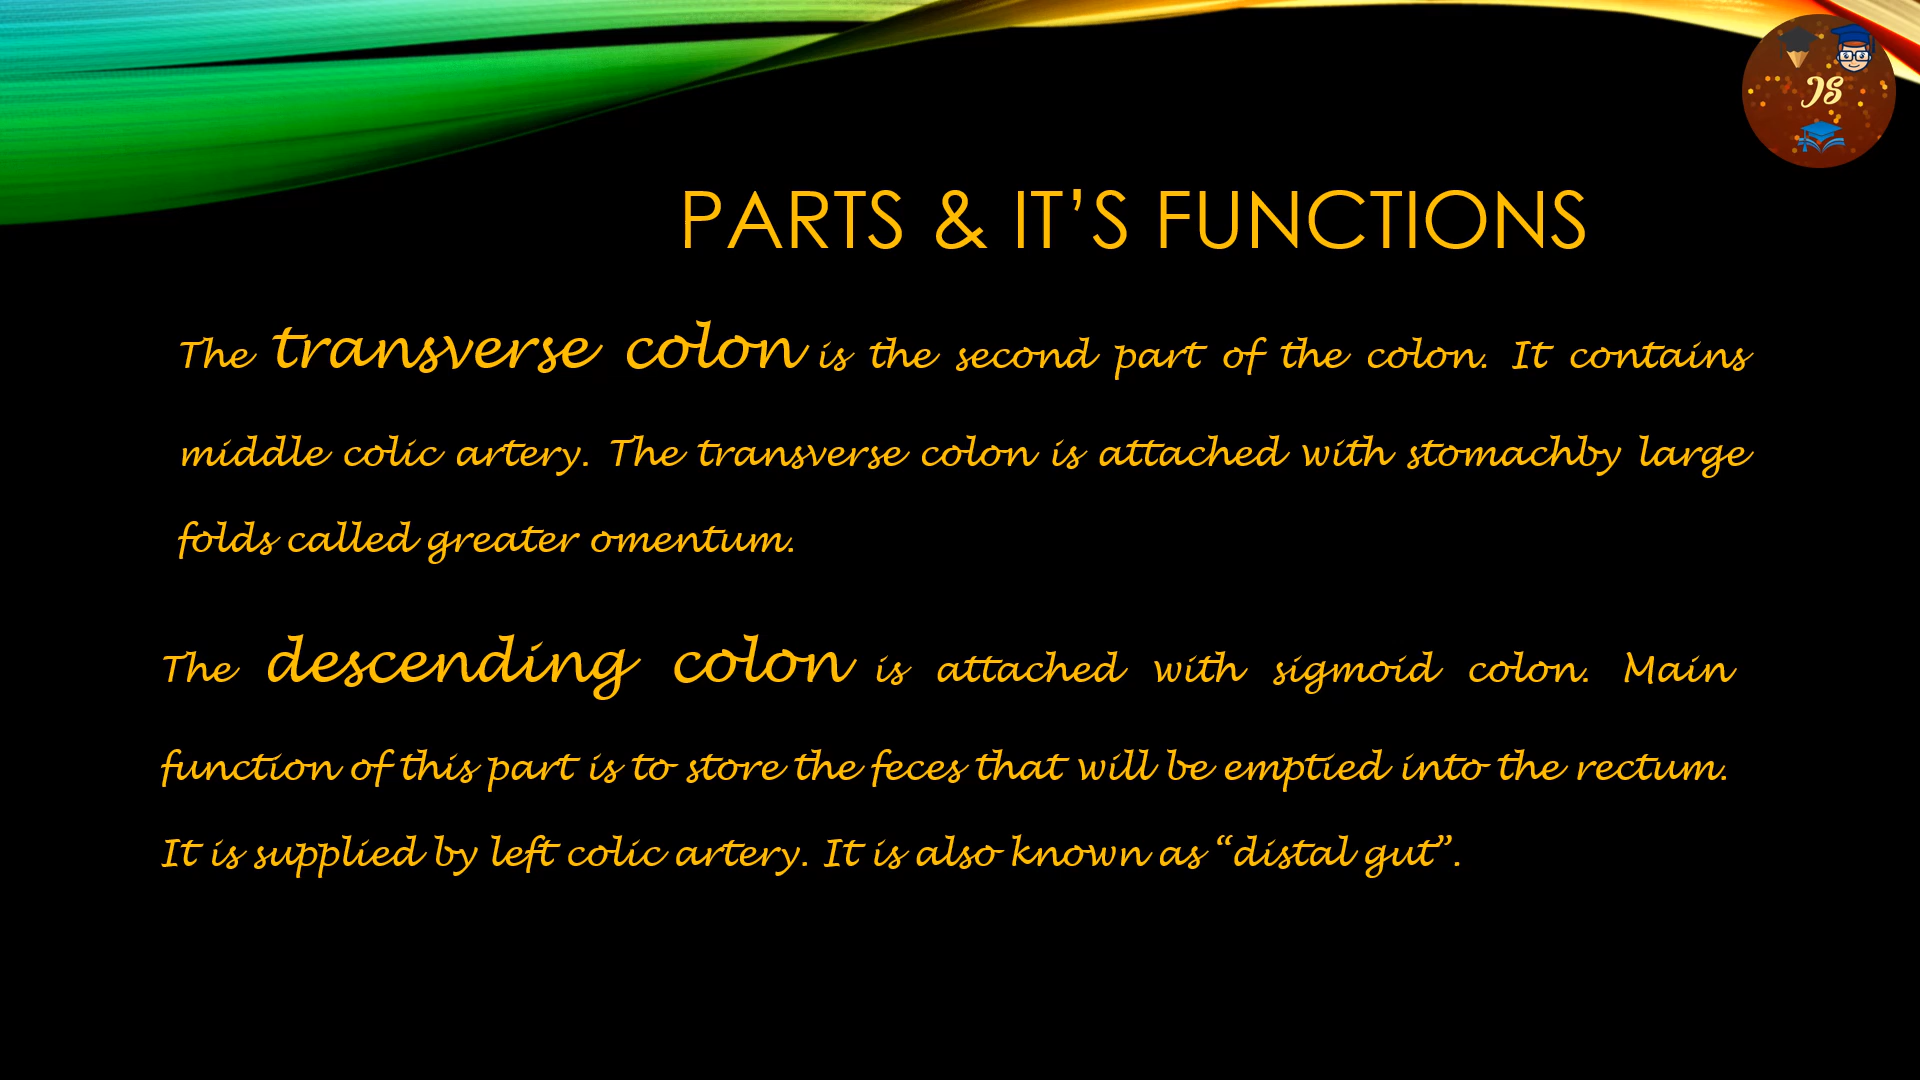 JS
PARTS & IT’S FUNCTIONS
The transverse colon is the second part of the colon. It contains
middle colic artery. The transverse colon is attached with stomachby large
folds called greater omentum.
The descending colon is attached with sigmoid colon. Main
function of this part is to store the feces that will be emptied into the rectum.
It is supplied by left colic artery. It is also known as “distal gut”.